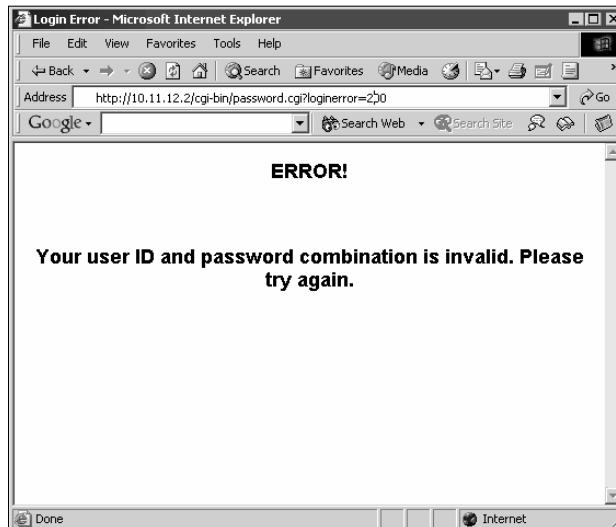 Login Error - Microsoft Internet Explorer
File Edit View Favorites Tools Help
Back Search Favorites Media
Address http://10.11.12.2/cgi-bin/password.cgi?loginerror=200 Go
Google Search Web Search Site
ERROR!
Your user ID and password combination is invalid. Please
try again.
Done Internet